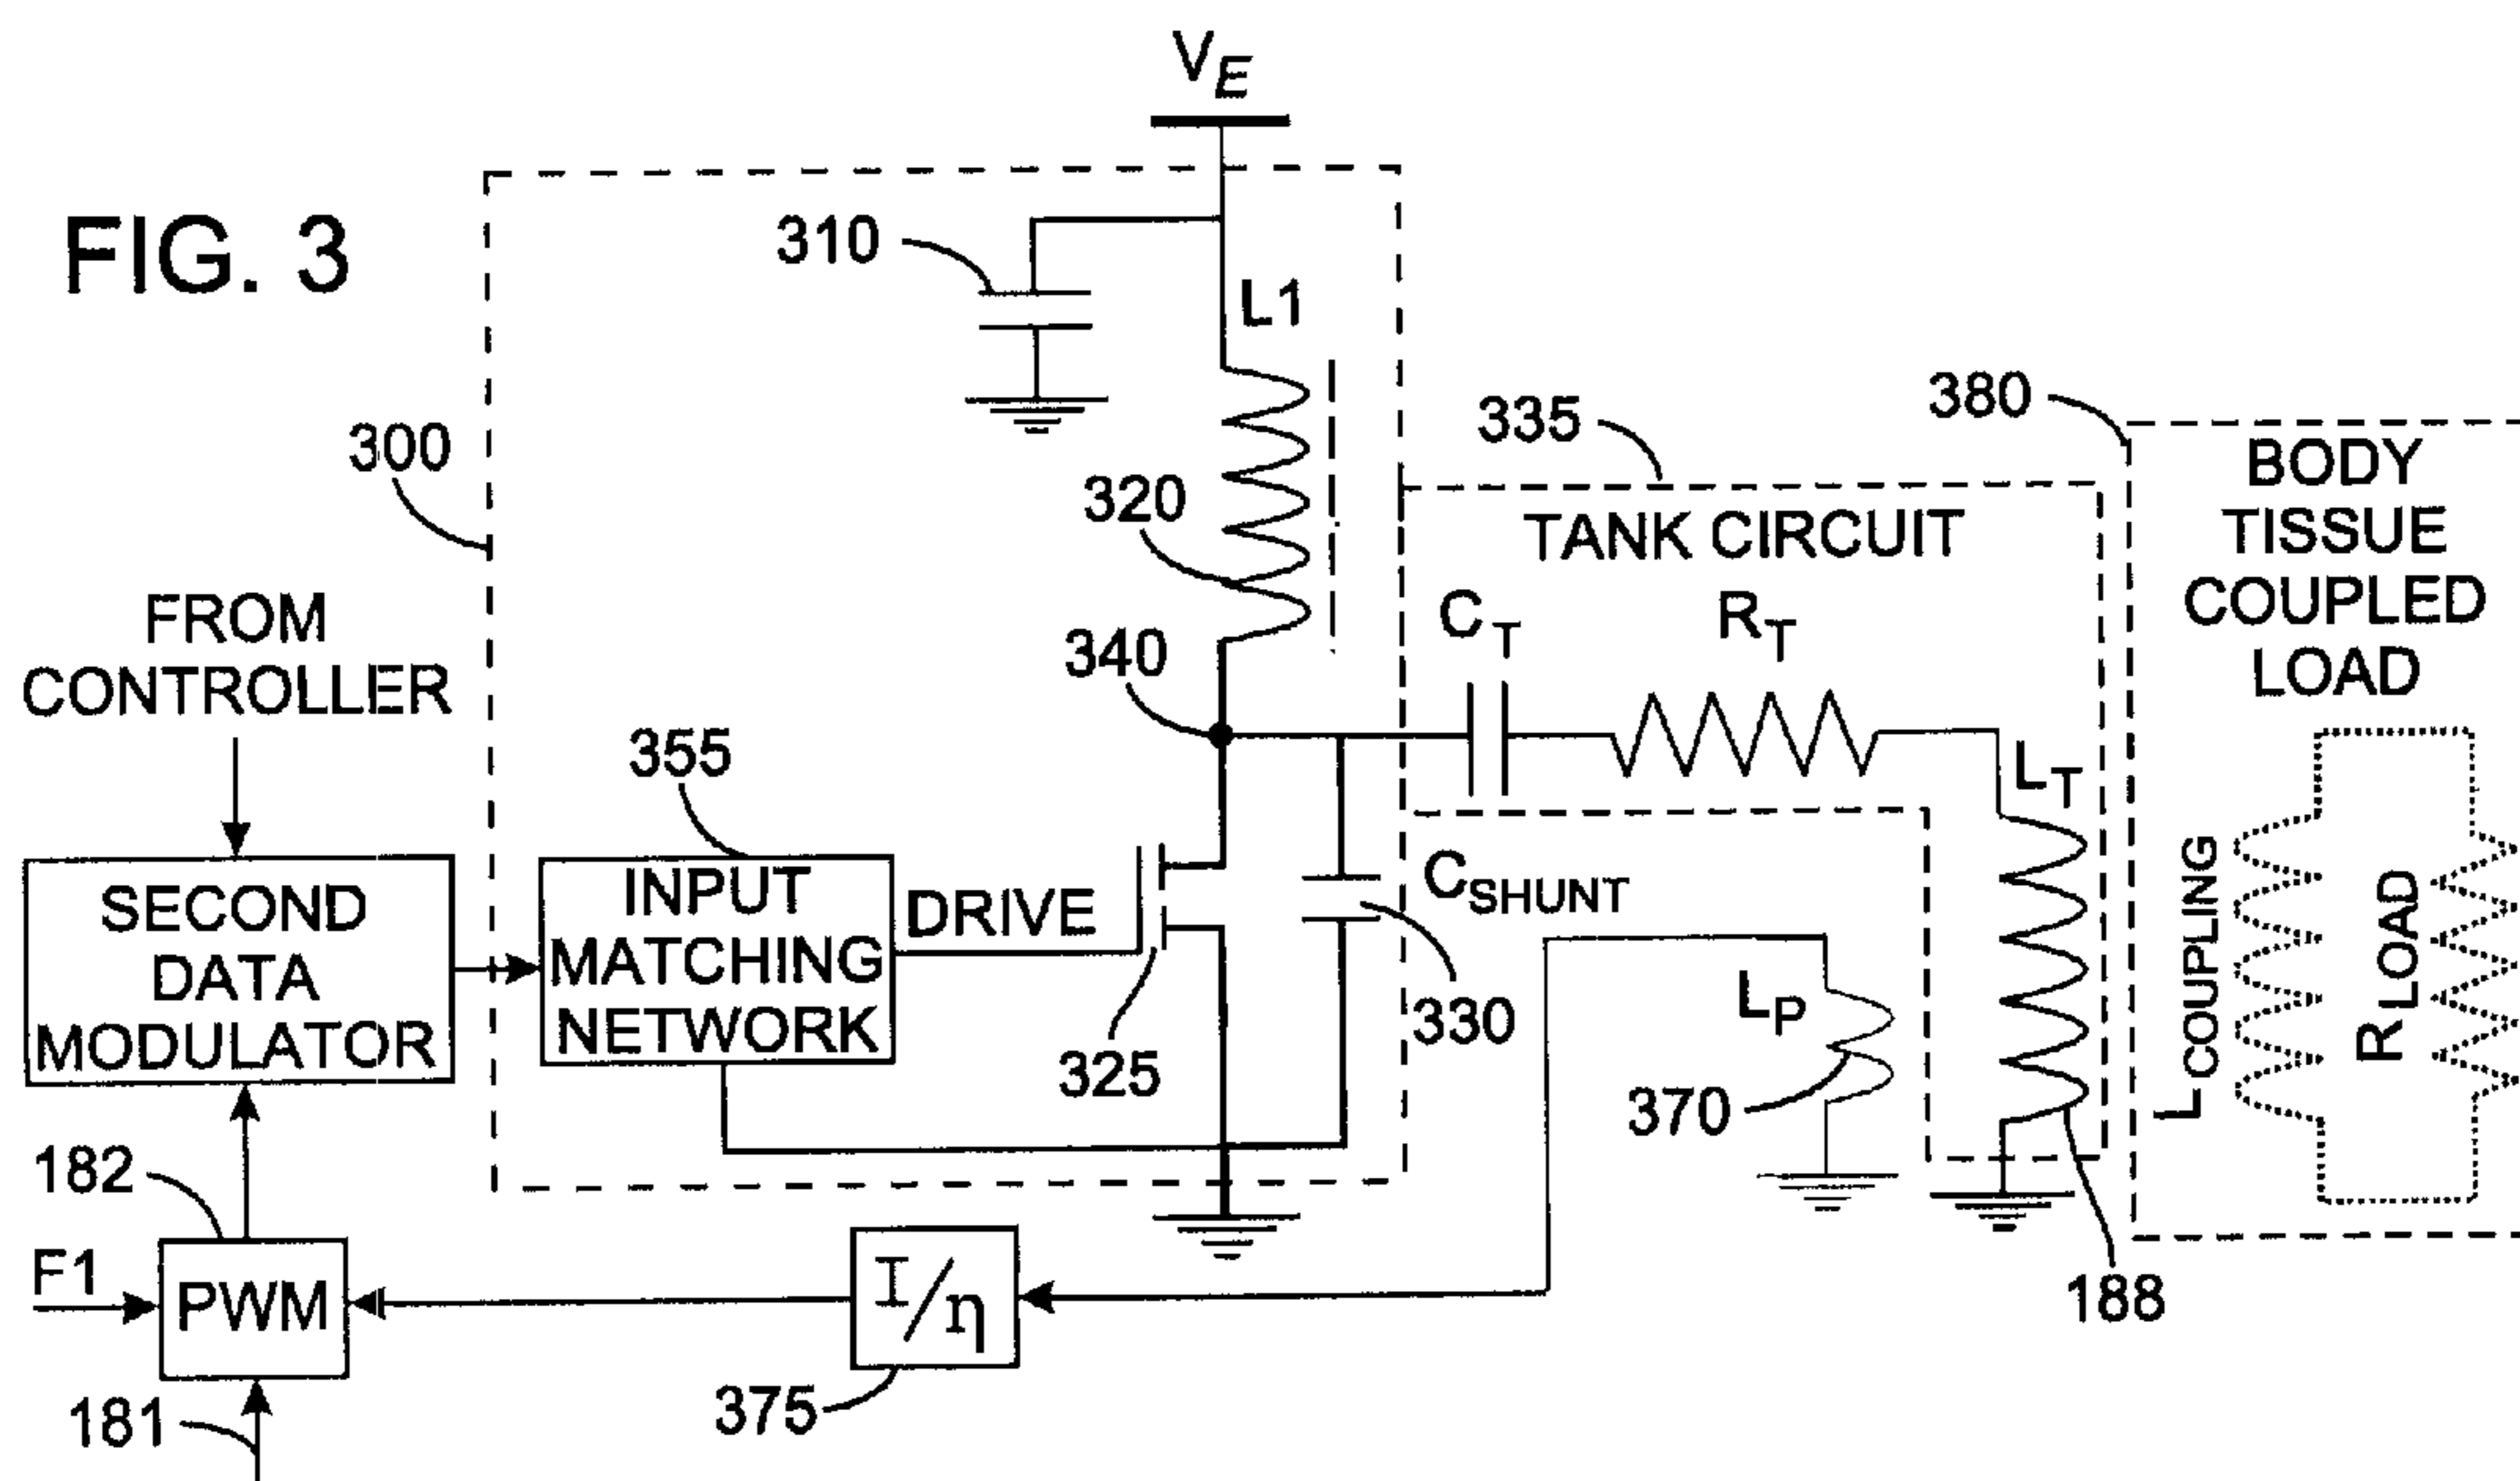 V_E
FIG. 3
310
L1
300
320
335
380
TANK CIRCUIT
BODY
TISSUE
COUPLED
LOAD
FROM
CONTROLLER
340
C_T
R_T
355
L_T
SECOND
DATA
MODULATOR
INPUT
MATCHING
NETWORK
DRIVE
C_SHUNT
325
330
L_P
370
L_COUPLING
R_LOAD
182
F1
PWM
I/η
188
181
375